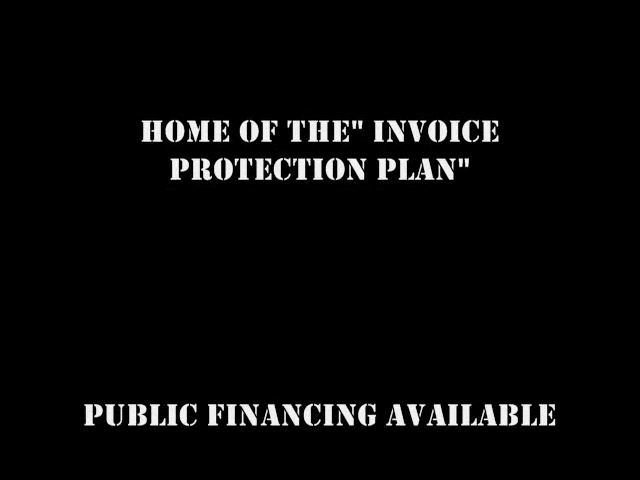 HOME OF THE" INVOICE
PROTECTION PLAN"
PUBLIC FINANCING AVAILABLE